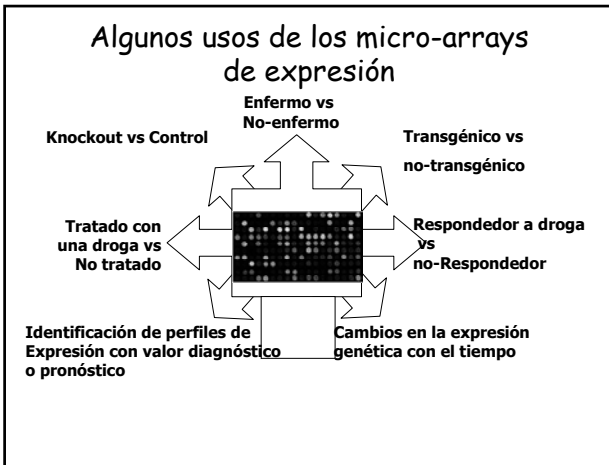 Algunos usos de los micro-arrays
de expresión
Enfermo vs
No-enfermo
Knockout vs Control
Transgénico vs
no-transgénico
Tratado con
una droga vs
No tratado
Respondedor a droga
vs
no-Respondedor
Identificación de perfiles de
Expresión con valor diagnóstico
o pronóstico
Cambios en la expresión
genética con el tiempo